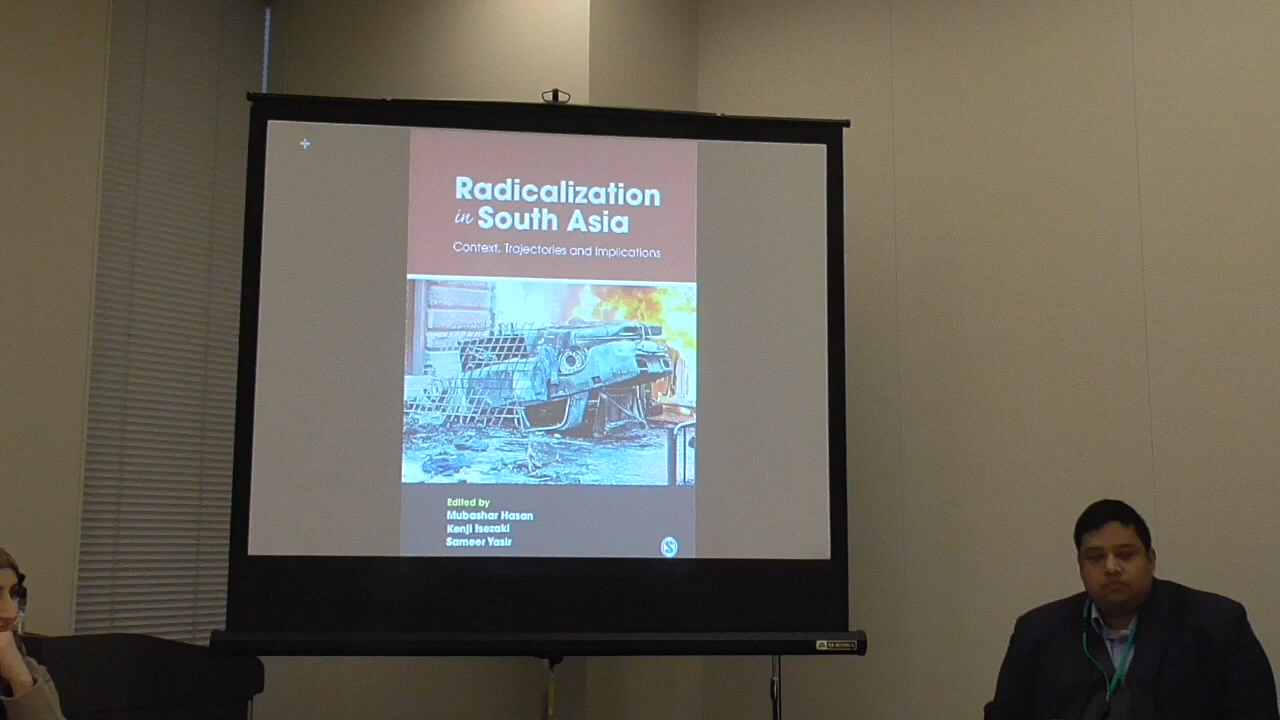 Radicalization
in South Asia
Context, Trajectories and Implications
Edited by
Mubashar Hasan
Kenji Isezaki
Sameer Yasir